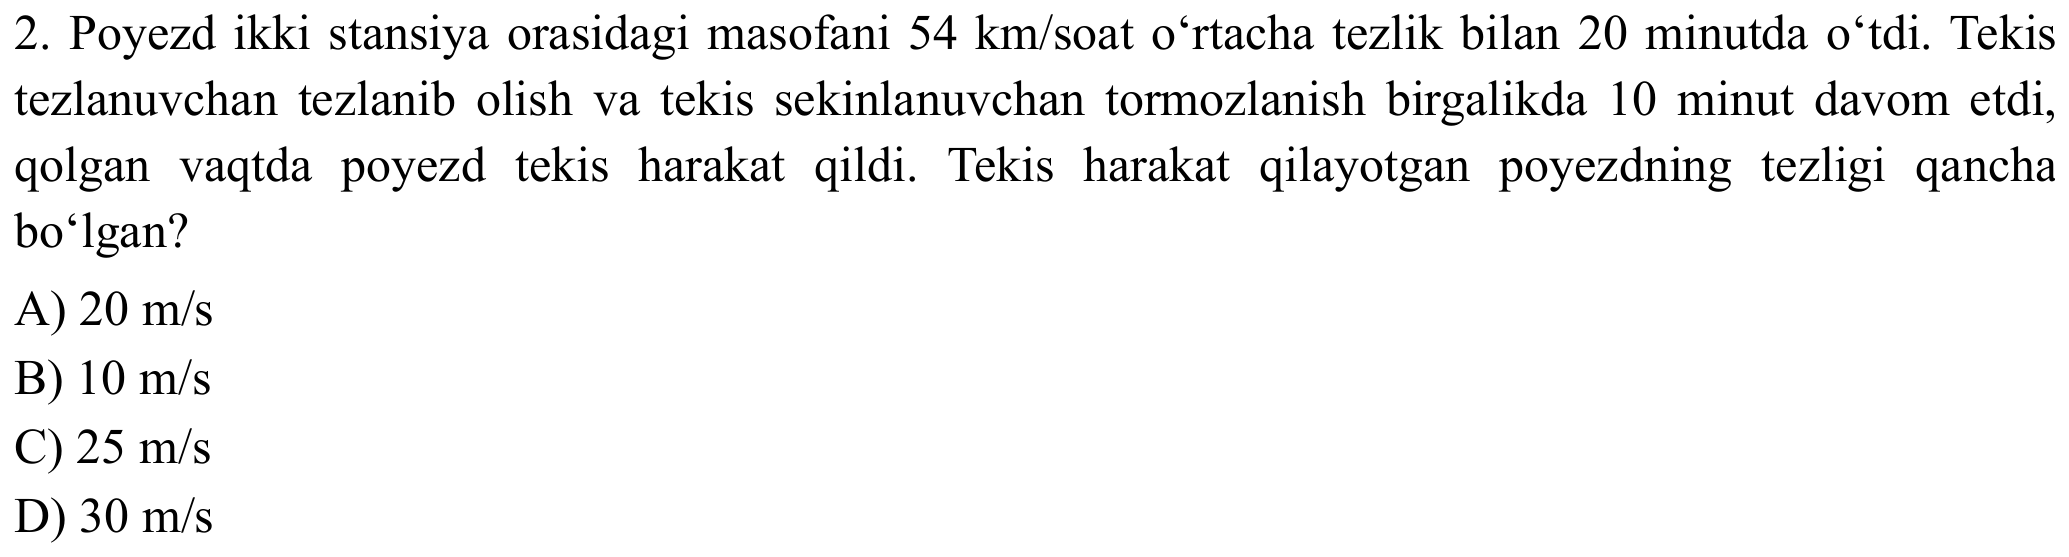 2. Poyezd ikki stansiya orasidagi masofani 54 km/soat o‘rtacha tezlik bilan 20 minutda o‘tdi. Tekis
tezlanuvchan tezlanib olish va tekis sekinlanuvchan tormozlanish birgalikda 10 minut davom etdi,
qolgan vaqtda poyezd tekis harakat qildi. Tekis harakat qilayotgan poyezdning tezligi qancha
bo‘lgan?
A) 20 m/s
B) 10 m/s
C) 25 m/s
D) 30 m/s